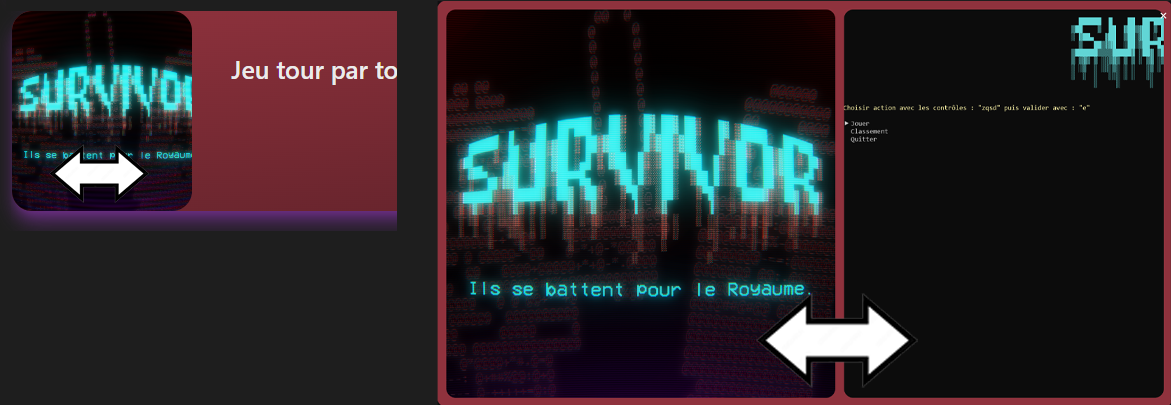 SURVIVOR
Ils se battent pour le Royaume
Jeu tour par to
SURVIVOR
Ils se battent pour le Royaume.
SUR
Choisir action avec les contrôles : "zqsd" puis valider avec : "e"
► Jouer
Classement
Quitter